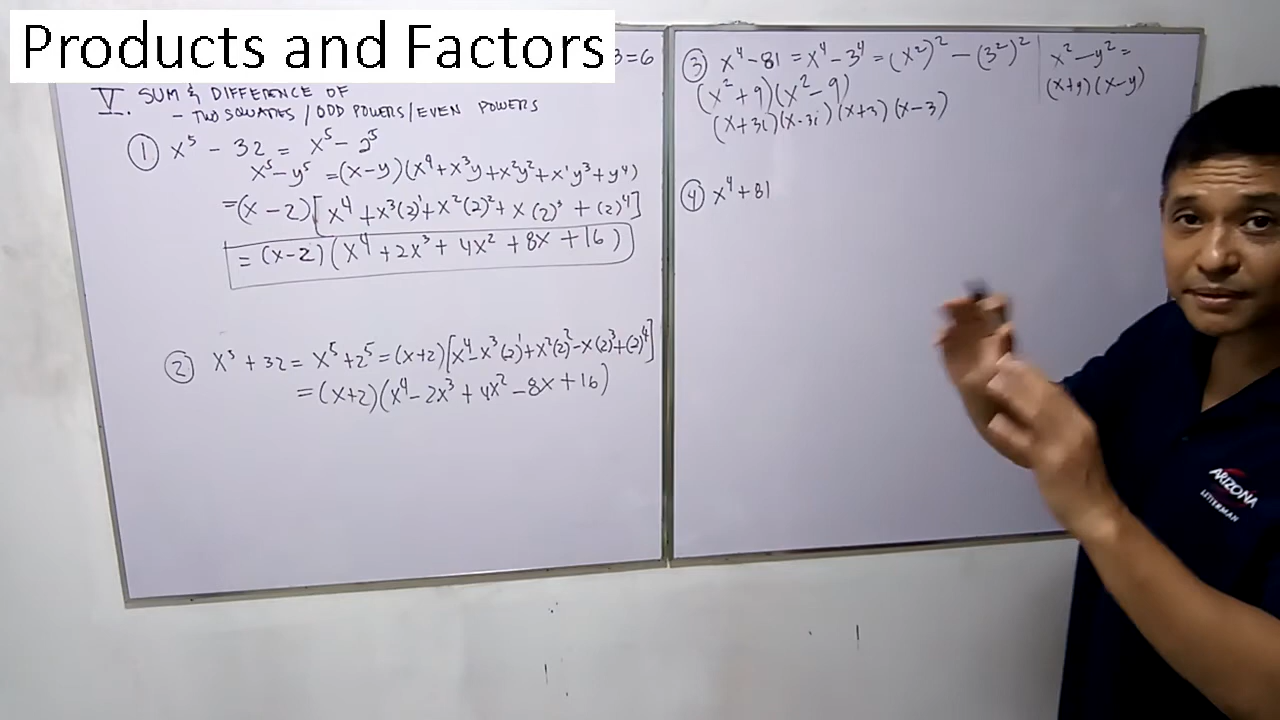 Products and Factors
3=6
V. SUM & DIFFERENCE OF
- TWO SQUARES / ODD POWERS / EVEN POWERS
① x⁵ - 32 = x⁵ - 2⁵
x⁵ - y⁵ = (x-y)(x⁴+x³y+x²y²+x¹y³+y⁴)
=(x-2)[x⁴+x³(2)¹+x²(2)²+x(2)³+(2)⁴]
=(x-2)(x⁴+2x³+4x²+8x+16)
② x⁵+32 = x⁵+2⁵=(x+2)[x⁴-x³(2)¹+x²(2)²-x(2)³+(2)⁴]
=(x+2)(x⁴-2x³+4x²-8x+16)
③ x⁴-81 = x⁴-3⁴ = (x²)²-(3²)²
(x²+9)(x²-9)
(x+3i)(x-3i)(x+3)(x-3)
x²-y²=
(x+y)(x-y)
④ x⁴+81
ARIZONA
LETTERMAN